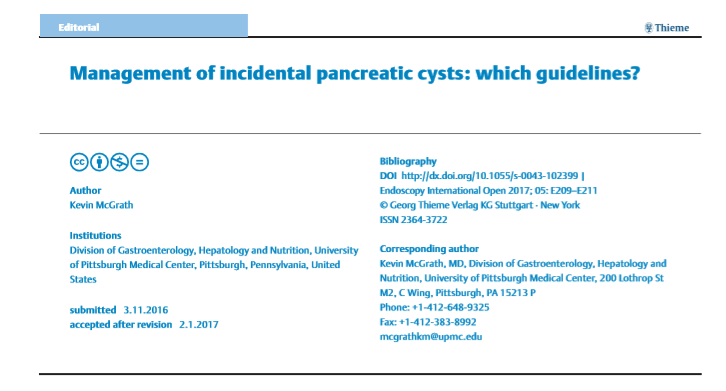 Editorial
Thieme
Management of incidental pancreatic cysts: which guidelines?
cc
Author
Kevin McGrath
Institutions
Division of Gastroenterology, Hepatology and Nutrition, University
of Pittsburgh Medical Center, Pittsburgh, Pennsylvania, United
States
submitted 3.11.2016
accepted after revision 2.1.2017
Bibliography
DOI http://dx.doi.org/10.1055/s-0043-102399 |
Endoscopy International Open 2017; 05: E209–E211
© Georg Thieme Verlag KG Stuttgart · New York
ISSN 2364-3722
Corresponding author
Kevin McGrath, MD, Division of Gastroenterology, Hepatology and
Nutrition, University of Pittsburgh Medical Center, 200 Lothrop St
M2, C Wing, Pittsburgh, PA 15213 P
Phone: +1-412-648-9325
Fax: +1-412-383-8992
mcgrathkm@upmc.edu